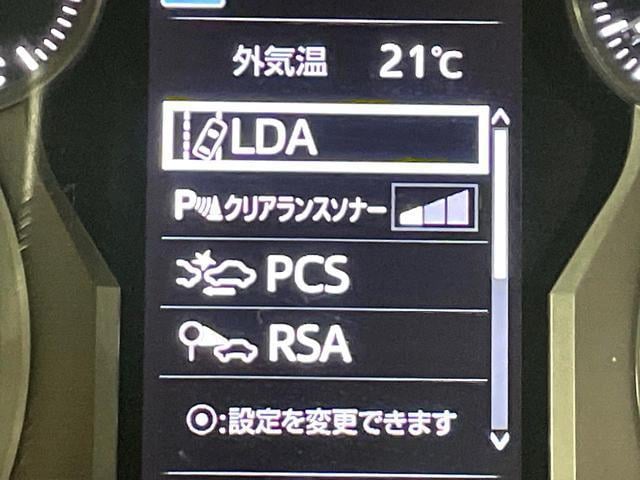 外気温 21℃
LDA
Pクリアランスソナー
PCS
RSA
◎:設定を変更できます